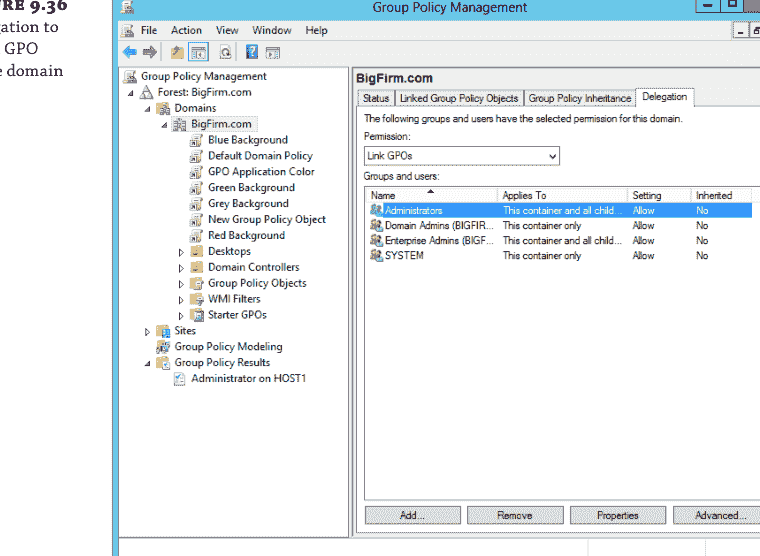 RE 9.36
ation to
GPO
e domain
Group Policy Management
File Action View Window Help
Group Policy Management
Forest: BigFirm.com
Domains
BigFirm.com
Blue Background
Default Domain Policy
GPO Application Color
Green Background
Grey Background
New Group Policy Object
Red Background
Desktops
Domain Controllers
Group Policy Objects
WMI Filters
Starter GPOs
Sites
Group Policy Modeling
Group Policy Results
Administrator on HOST1
BigFirm.com
Status Linked Group Policy Objects Group Policy Inheritance Delegation
The following groups and users have the selected permission for this domain.
Permission:
Link GPOs
Groups and users:
Name Applies To Setting Inherited
Administrators This container and all child... Allow No
Domain Admins (BIGFIR... This container only Allow No
Enterprise Admins (BIGF... This container and all child... Allow No
SYSTEM This container only Allow No
Add... Remove Properties Advanced...